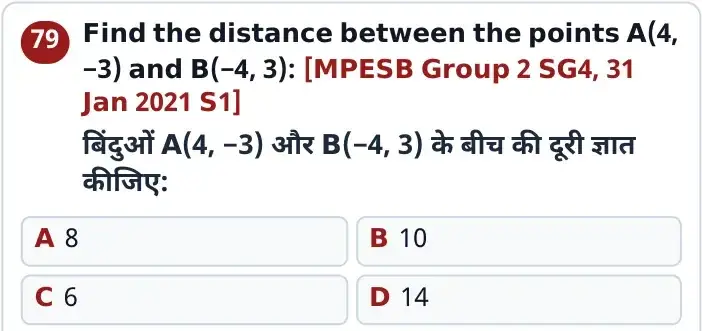 79 Find the distance between the points A(4,
−3) and B(−4, 3): [MPESB Group 2 SG4, 31
Jan 2021 S1]
बिंदुओं A(4, −3) और B(−4, 3) के बीच की दूरी ज्ञात
कीजिए:
A 8 B 10
C 6 D 14